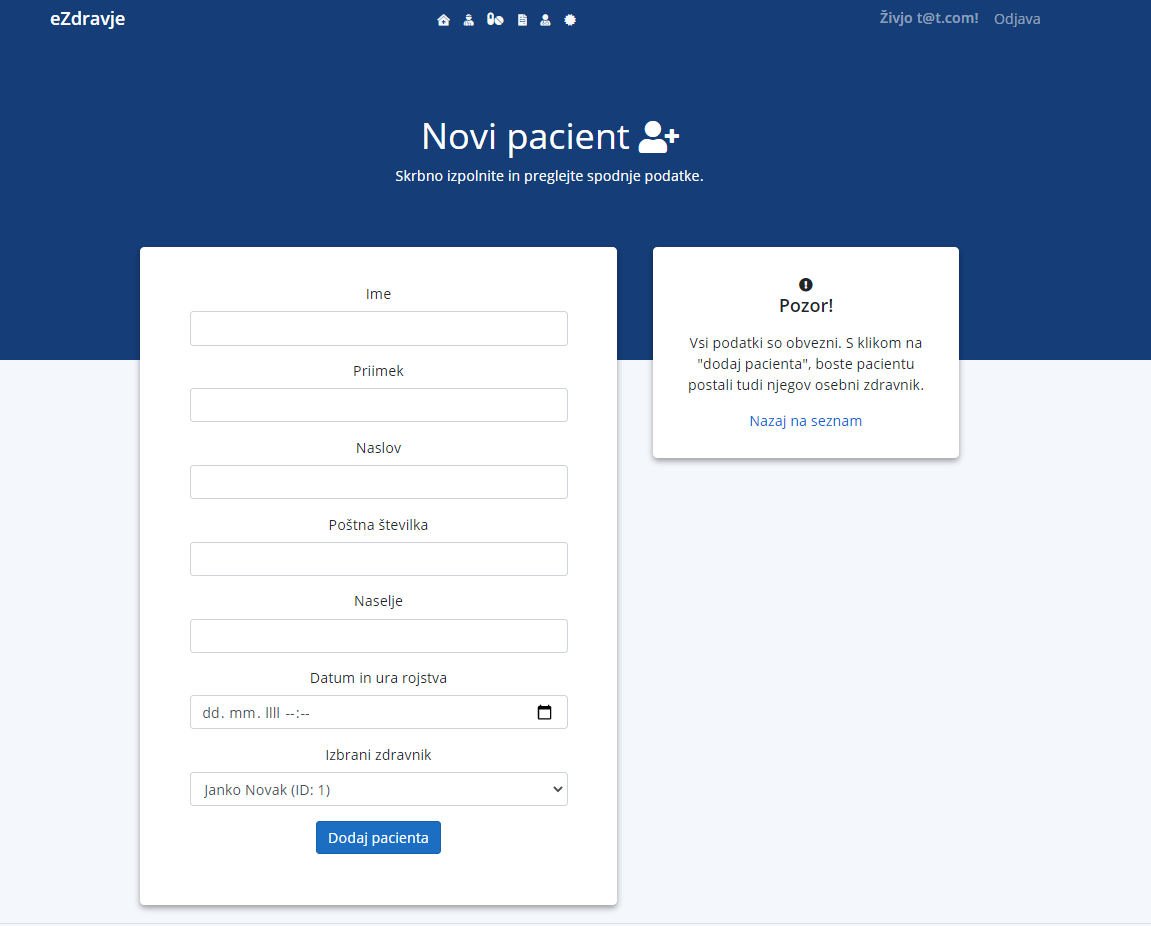 eZdravje
Živjo t@t.com! Odjava
Novi pacient
Skrbno izpolnite in preglejte spodnje podatke.
Ime
Priimek
Naslov
Poštna številka
Naselje
Datum in ura rojstva
dd. mm. llll --:--
Izbrani zdravnik
Janko Novak (ID: 1)
Dodaj pacienta
Pozor!
Vsi podatki so obvezni. S klikom na
"dodaj pacienta", boste pacientu
postali tudi njegov osebni zdravnik.
Nazaj na seznam